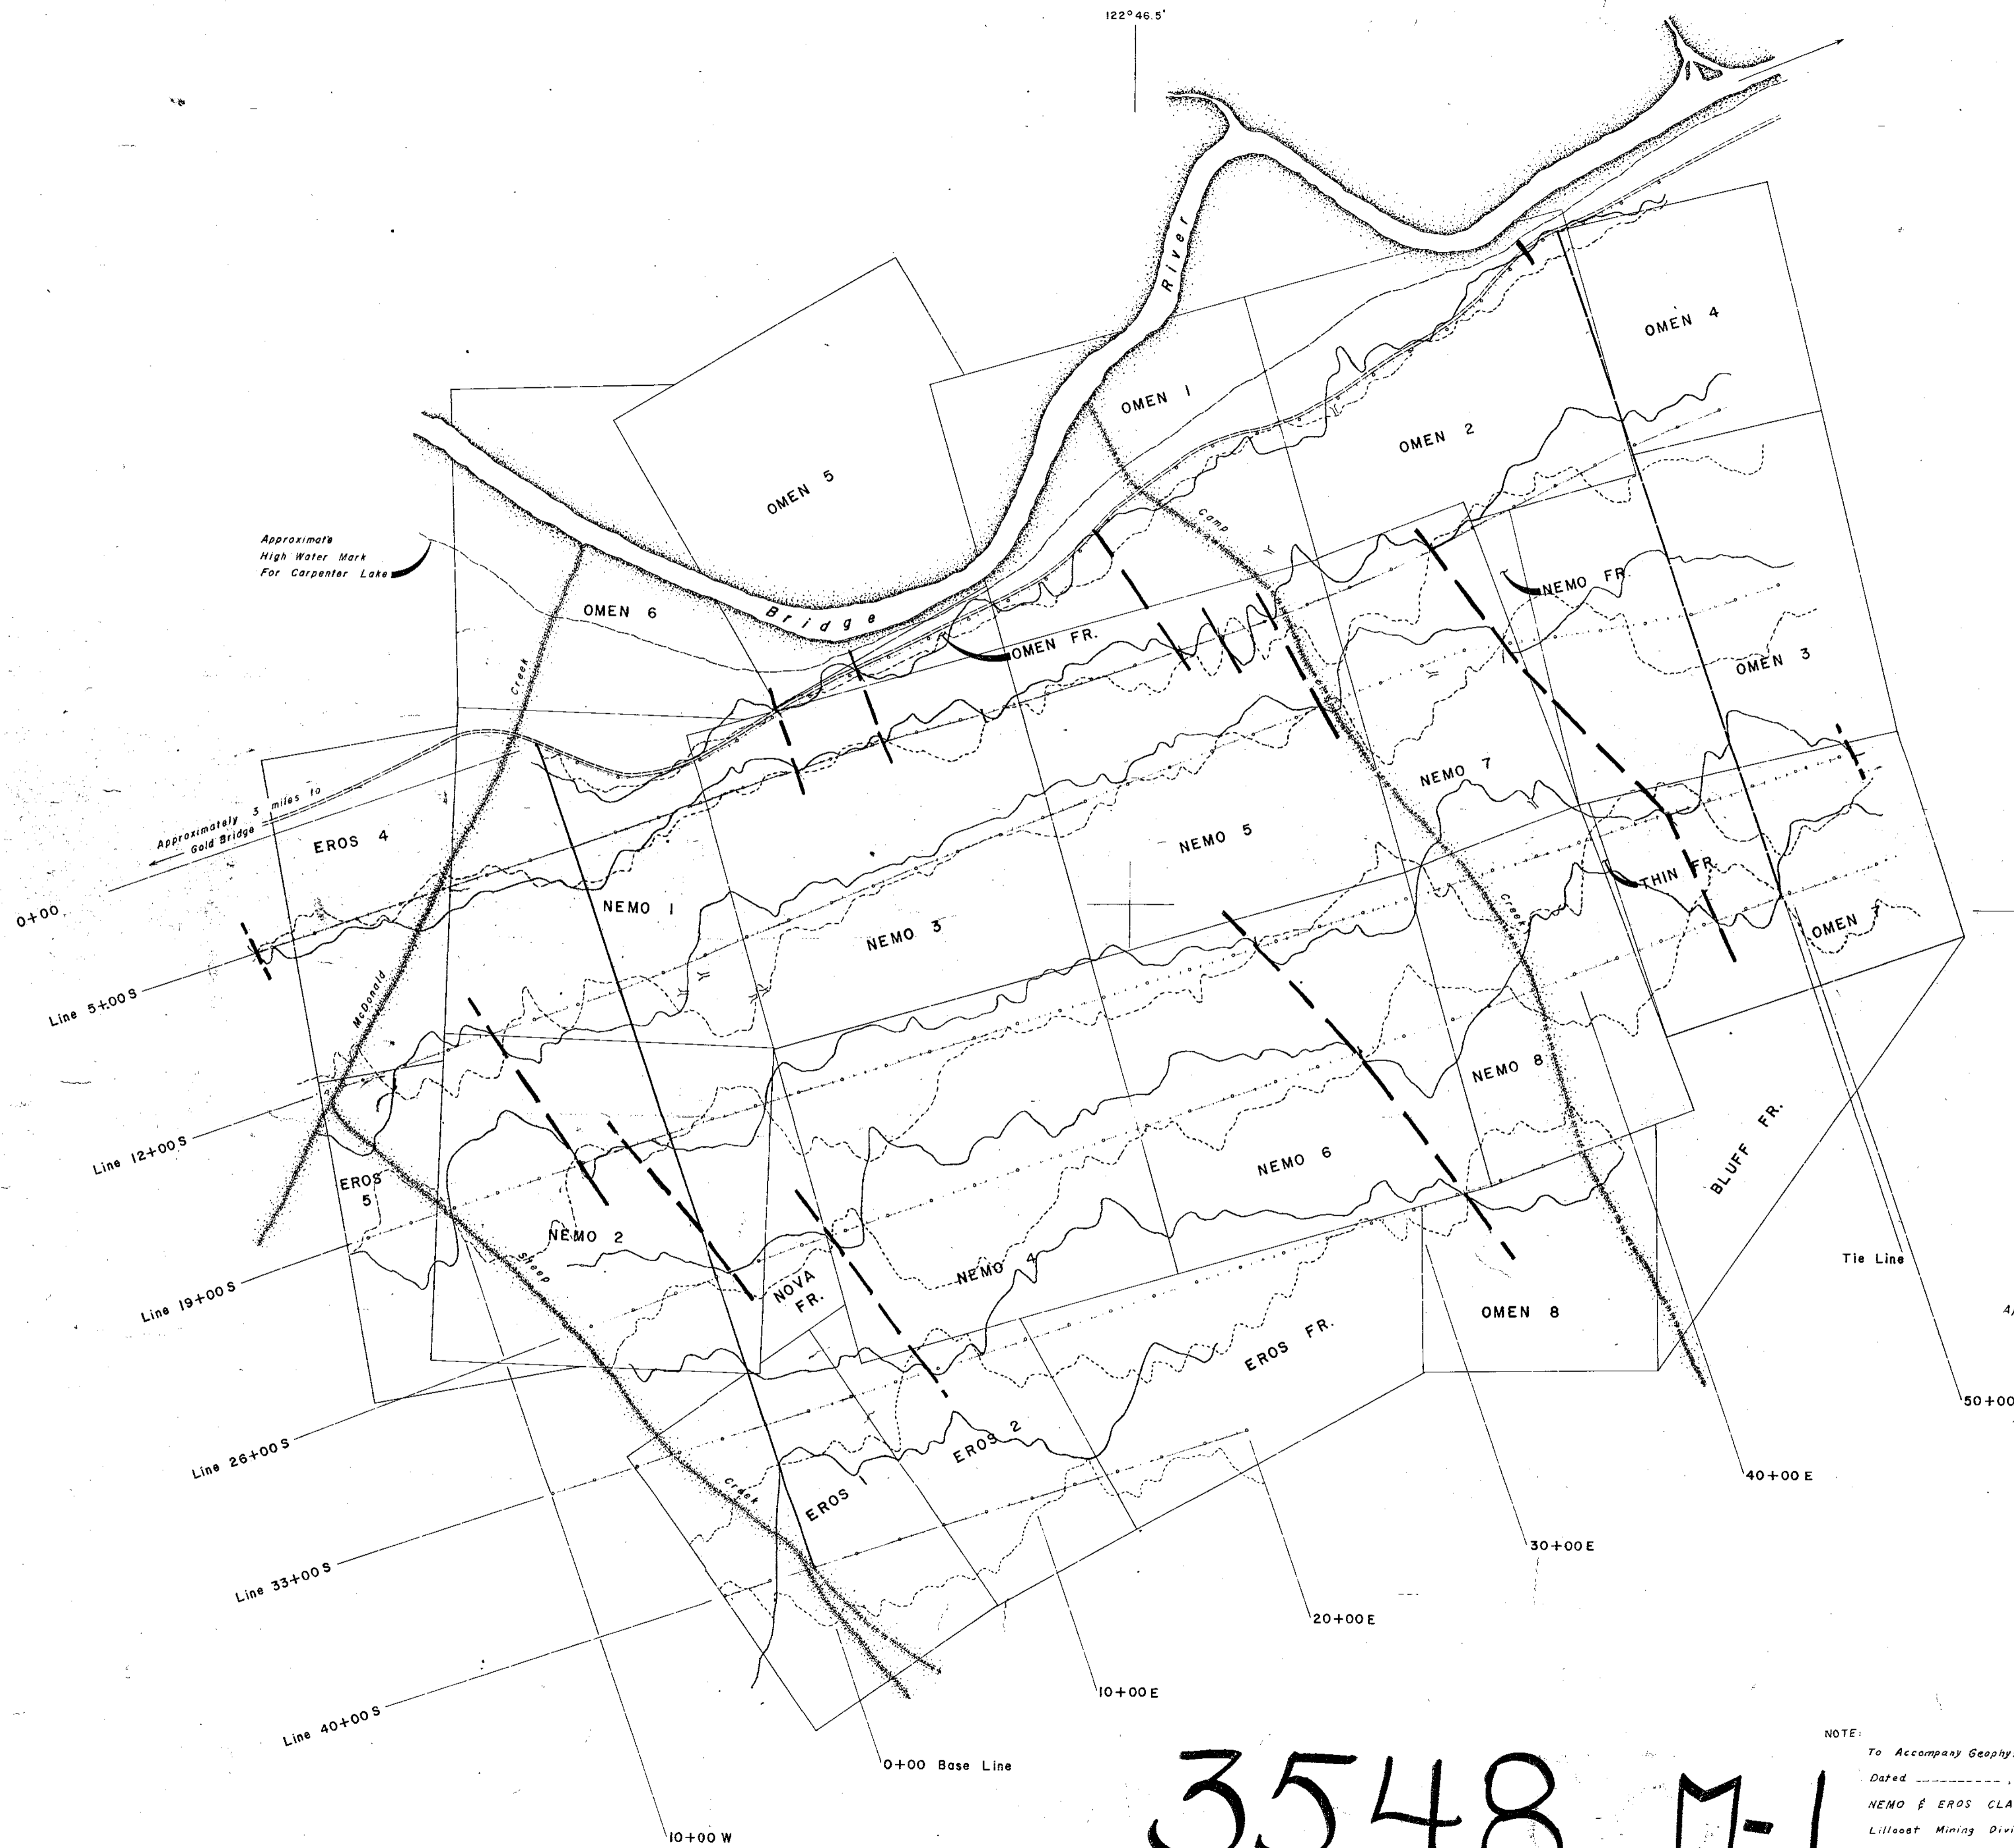 122°46.5'
River
OMEN 4
OMEN 1
OMEN 2
OMEN 5
Camp
Approximate
High Water Mark
For Carpenter Lake
NEMO FR.
OMEN 6
Bridge
OMEN FR.
OMEN 3
Creek
NEMO 7
Approximately 3 miles to
Gold Bridge
EROS 4
NEMO 5
THIN FR.
0+00
NEMO 1
NEMO 3
Creek
OMEN 7
Line 5+00S
McDonald
NEMO 8
Line 12+00S
BLUFF FR.
EROS
5
NEMO 6
NEMO 2
Sheep
NEMO 4
NOVA
FR.
Tie Line
Line 19+00S
OMEN 8
EROS FR.
50+00
Line 26+00S
EROS 2
EROS 1
Creek
40+00E
30+00E
Line 33+00S
20+00E
10+00E
Line 40+00S
0+00 Base Line
10+00W
3548 M-1
NOTE:
To Accompany Geophy
Dated
NEMO & EROS CLA
Lillooet Mining Divi